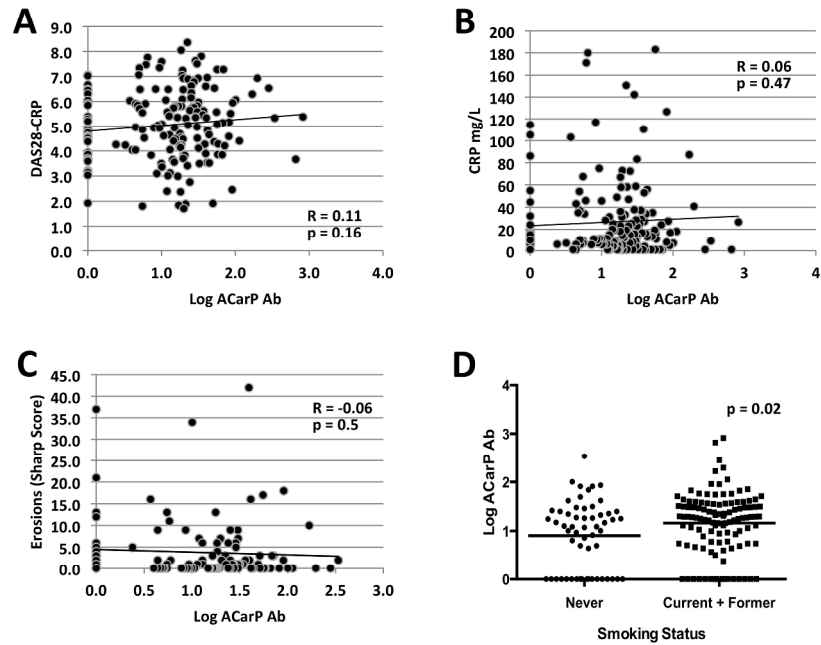 A
9.0
8.0
7.0
6.0
5.0
4.0
3.0
2.0
1.0
0.0
DAS28-CRP
R = 0.11
p = 0.16
0.0 1.0 2.0 3.0 4.0
Log ACarP Ab
B
200
180
160
140
120
100
80
60
40
20
0
CRP mg/L
R = 0.06
p = 0.47
0 1 2 3 4
Log ACarP Ab
C
45.0
40.0
35.0
30.0
25.0
20.0
15.0
10.0
5.0
0.0
Erosions (Sharp Score)
R = -0.06
p = 0.5
0.0 0.5 1.0 1.5 2.0 2.5 3.0
Log ACarP Ab
D
4
3
2
1
0
Log ACarP Ab
p = 0.02
Never Current + Former
Smoking Status